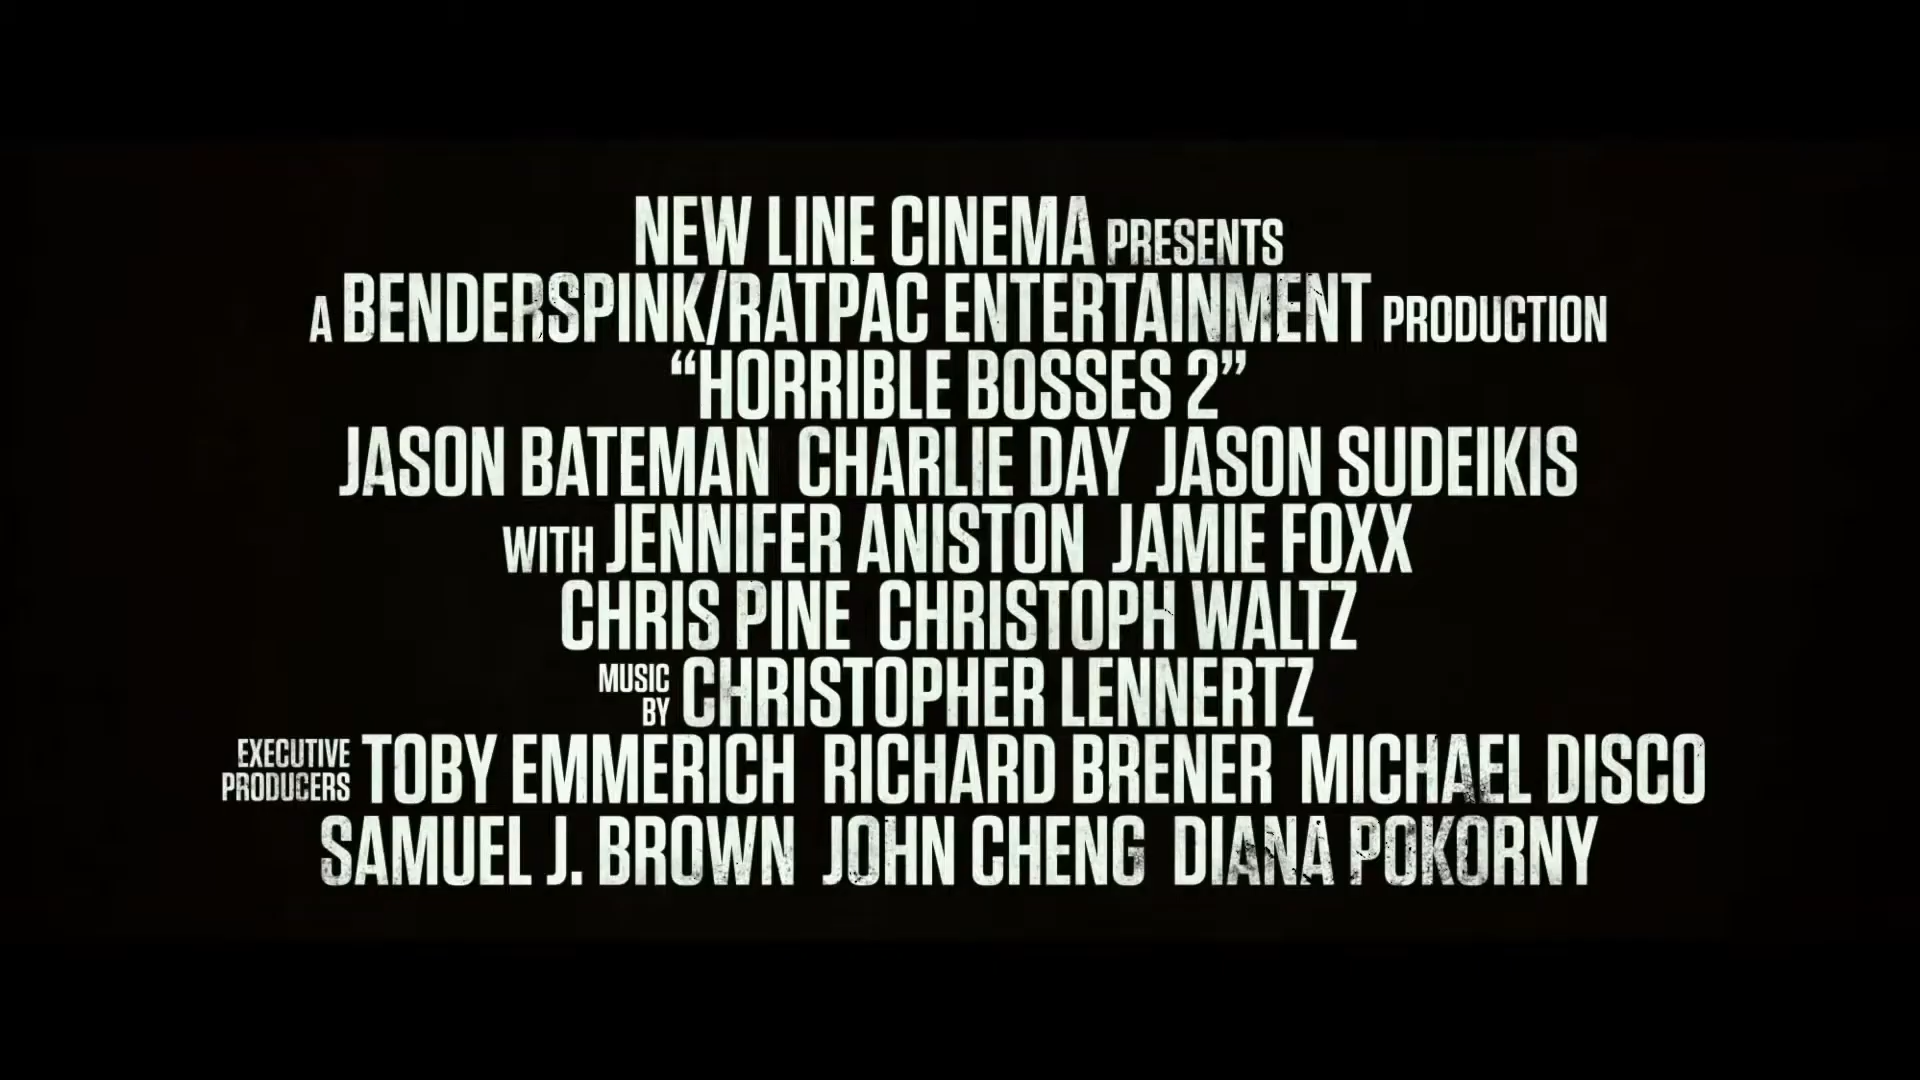 NEW LINE CINEMA PRESENTS
A BENDERSPINK/RATPAC ENTERTAINMENT PRODUCTION
“HORRIBLE BOSSES 2”
JASON BATEMAN CHARLIE DAY JASON SUDEIKIS
WITH JENNIFER ANISTON JAMIE FOXX
CHRIS PINE CHRISTOPH WALTZ
MUSIC BY CHRISTOPHER LENNERTZ
EXECUTIVE PRODUCERS TOBY EMMERICH RICHARD BRENER MICHAEL DISCO
SAMUEL J. BROWN JOHN CHENG DIANA POKORNY